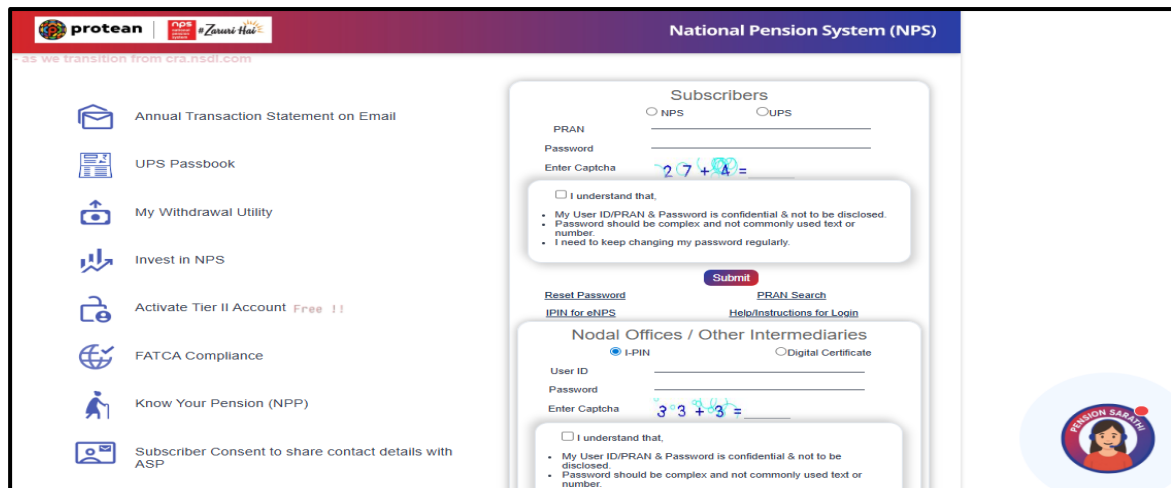 protean
nps
#Zaruri Hai
National Pension System (NPS)
- as we transition from cra.nsdl.com
Annual Transaction Statement on Email
UPS Passbook
My Withdrawal Utility
Invest in NPS
Activate Tier II Account Free !!
FATCA Compliance
Know Your Pension (NPP)
Subscriber Consent to share contact details with
ASP
Subscribers
NPS
UPS
PRAN
Password
Enter Captcha
27+4=
I understand that,
My User ID/PRAN & Password is confidential & not to be disclosed.
Password should be complex and not commonly used text or
number.
I need to keep changing my password regularly.
Submit
Reset Password
PRAN Search
IPIN for eNPS
Help/Instructions for Login
Nodal Offices / Other Intermediaries
I-PIN
Digital Certificate
User ID
Password
Enter Captcha
33+3=
I understand that,
My User ID/PRAN & Password is confidential & not to be
disclosed.
Password should be complex and not commonly used text or
number.
PENSION SARATHI